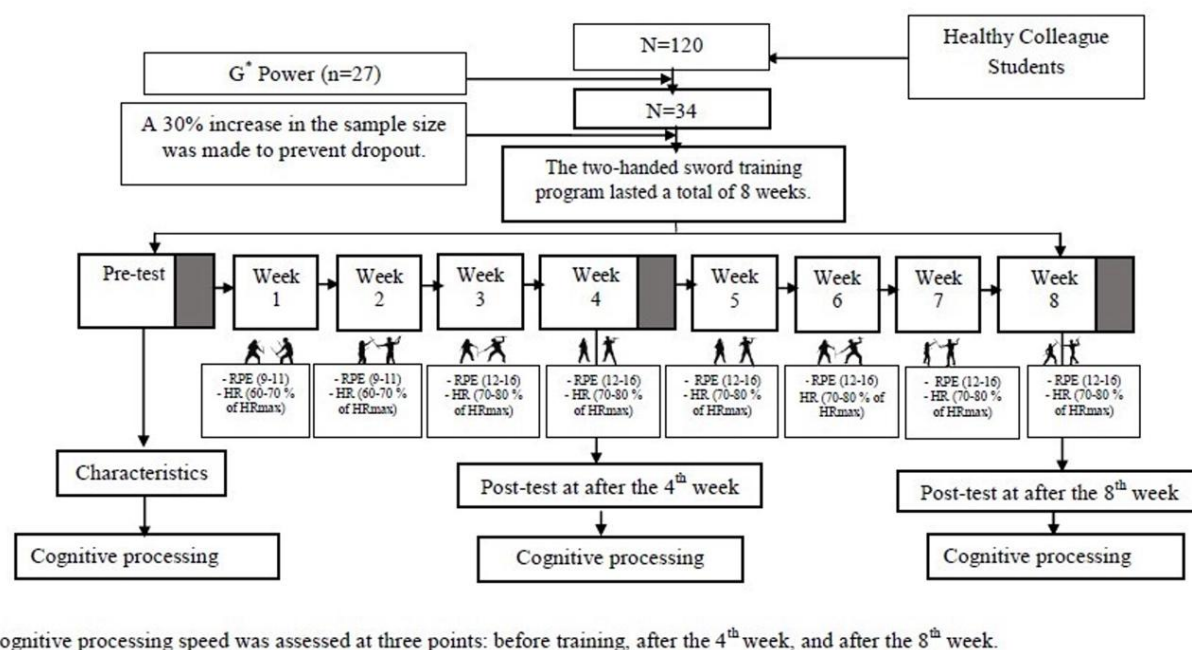 N=120
Healthy Colleague
Students
G* Power (n=27)
N=34
A 30% increase in the sample size
was made to prevent dropout.
The two-handed sword training
program lasted a total of 8 weeks.
Pre-test
Week
1
Week
2
Week
3
Week
4
Week
5
Week
6
Week
7
Week
8
- RPE (9-11)
- HR (60-70 %
of HRmax)
- RPE (9-11)
- HR (60-70 %
of HRmax)
- RPE (12-16)
- HR (70-80 %
of HRmax)
- RPE (12-16)
- HR (70-80 %
of HRmax)
- RPE (12-16)
- HR (70-80 %
of HRmax)
- RPE (12-16)
HR (70-80 % of
HRmax)
- RPE (12-16)
- HR (70-80 %
of HRmax)
- RPE (12-16)
- HR (70-80 %
of HRmax)
Characteristics
Post-test at after the 4th week
Post-test at after the 8th week
Cognitive processing
Cognitive processing
Cognitive processing
ognitive processing speed was assessed at three points: before training, after the 4th week, and after the 8th week.